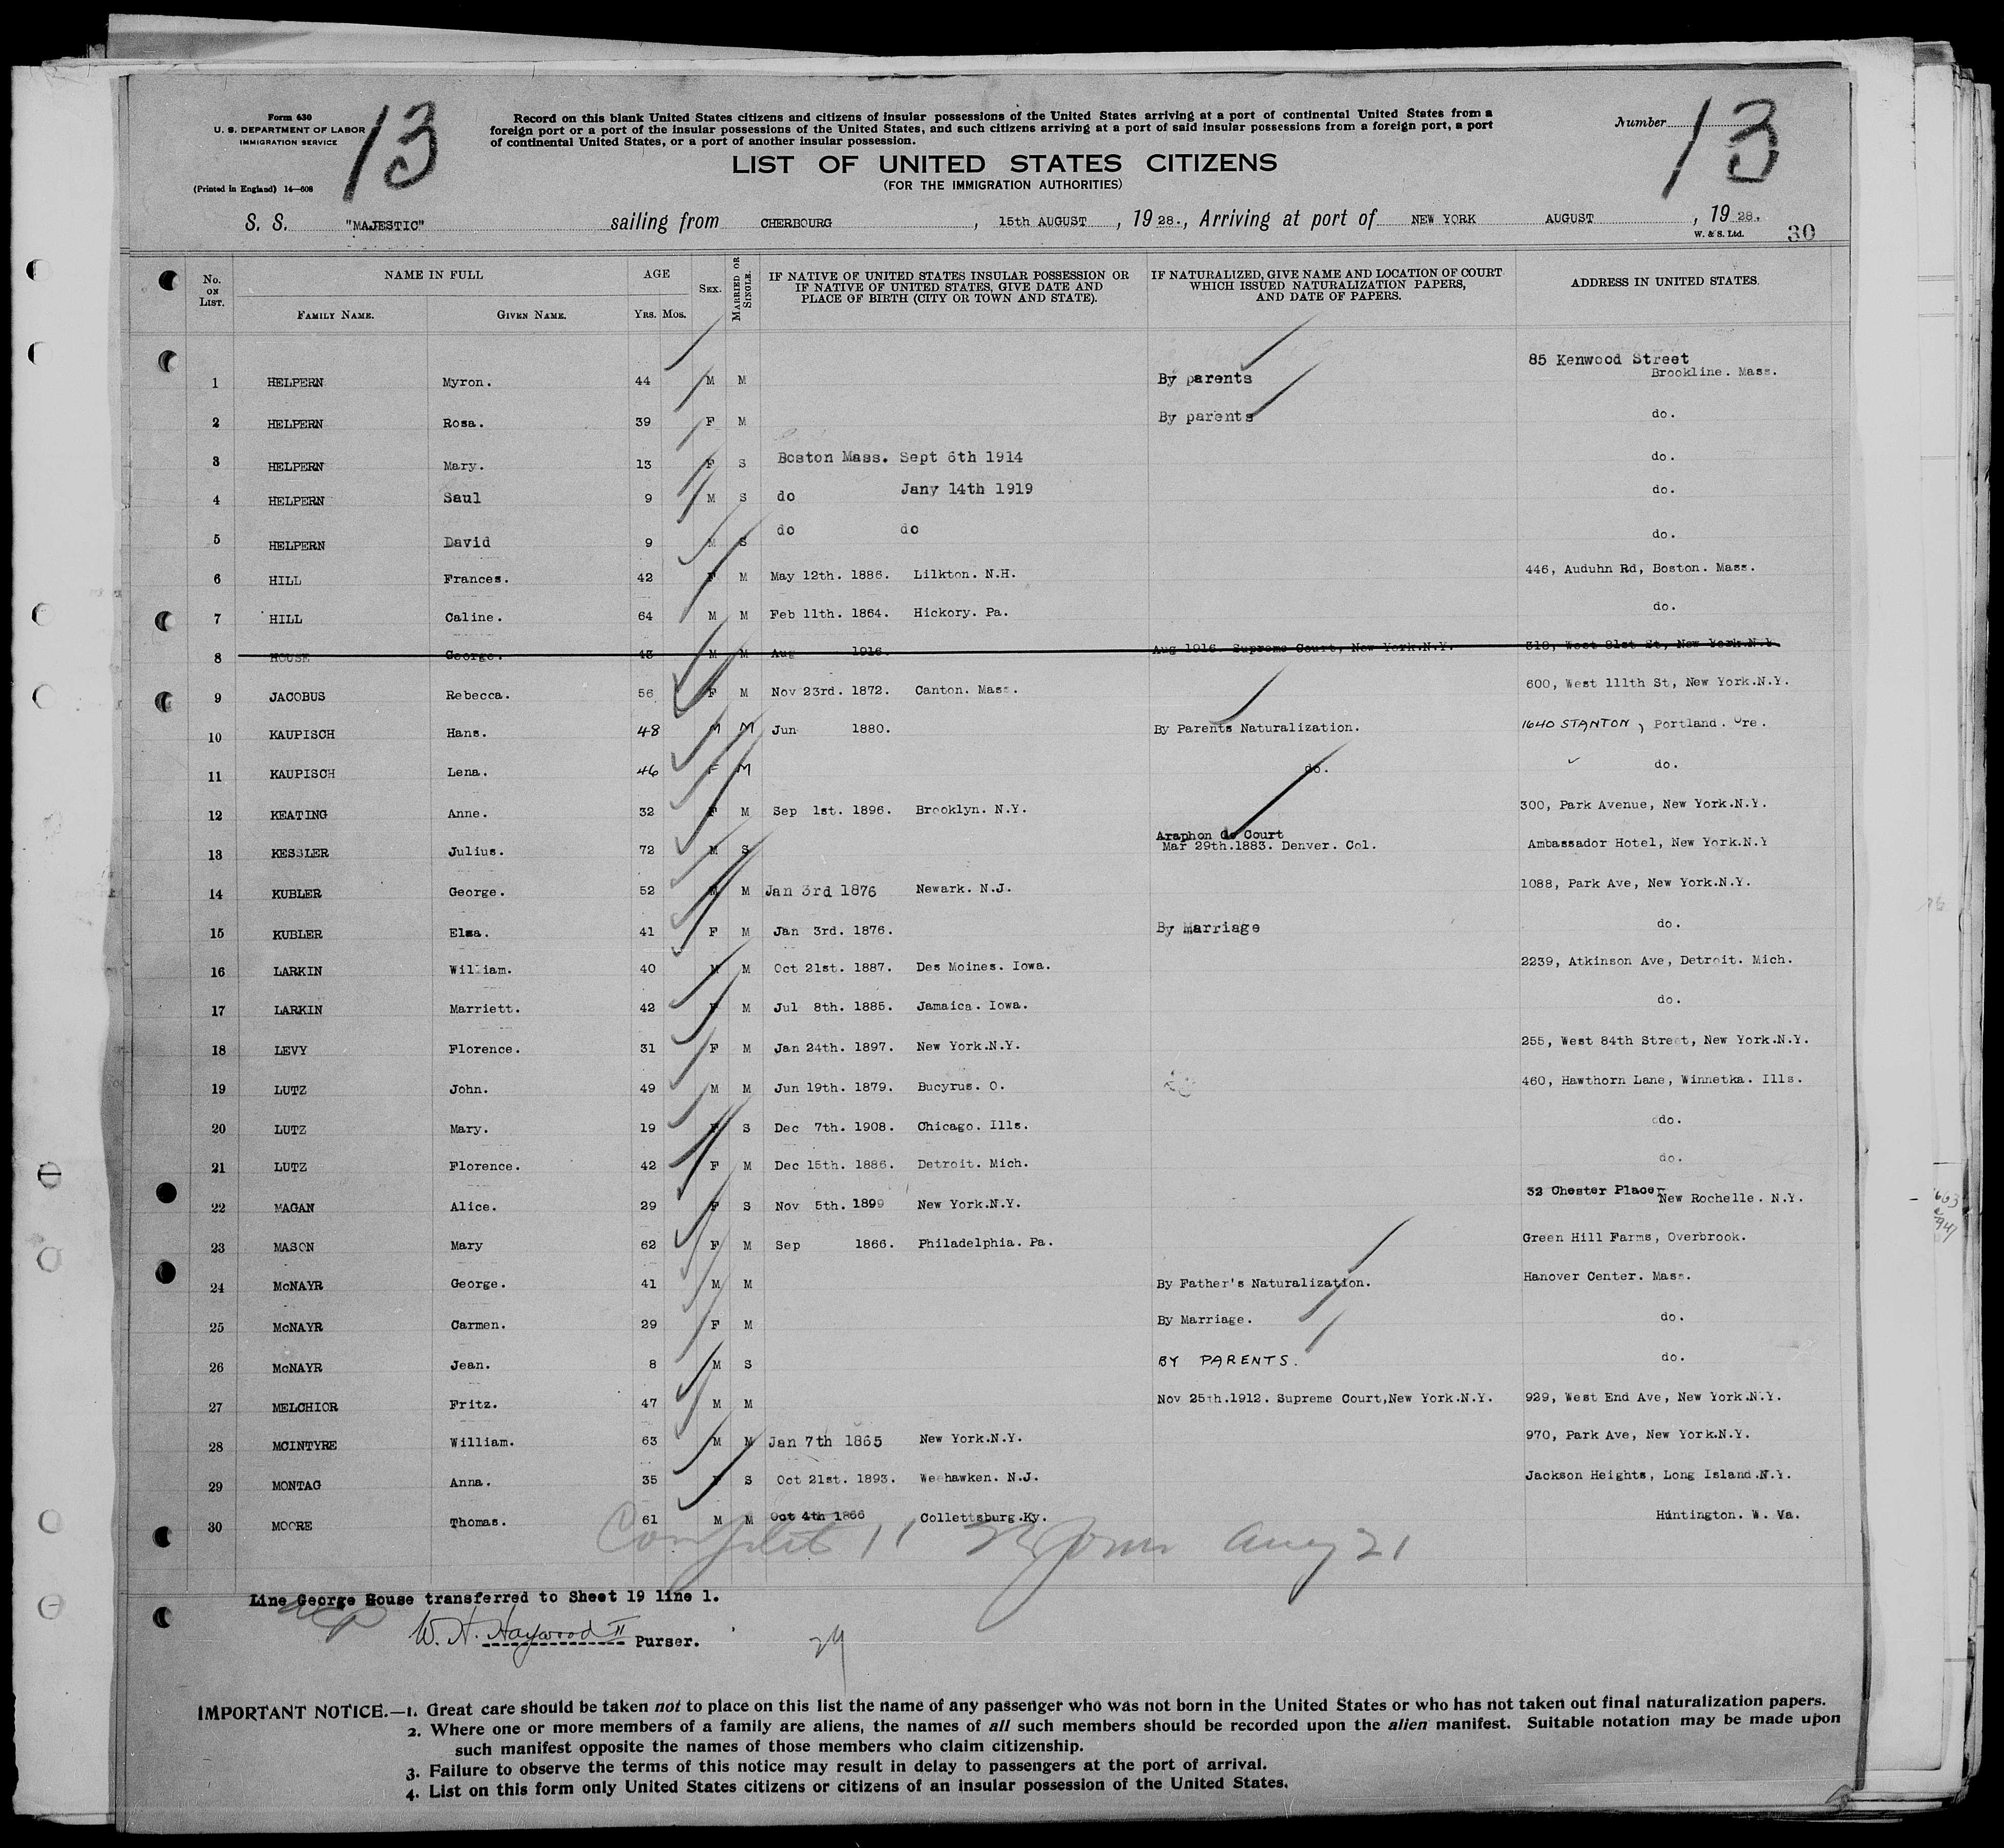 Form 630
U. S. DEPARTMENT OF LABOR
IMMIGRATION SERVICE
(Printed in England) 14—608
13
Record on this blank United States citizens and citizens of insular possessions of the United States arriving at a port of continental United States from a
foreign port or a port of the insular possessions of the United States, and such citizens arriving at a port of said insular possessions from a foreign port, a port
of continental United States, or a port of another insular possession.
Number 13
LIST OF UNITED STATES CITIZENS
(FOR THE IMMIGRATION AUTHORITIES)
S. S. "MAJESTIC" sailing from CHERBOURG, 15th AUGUST, 1928., Arriving at port of NEW YORK AUGUST, 1928.
W. & S. Ltd. 30
No. ON LIST. NAME IN FULL AGE SEX. MARRIED OR SINGLE. IF NATIVE OF UNITED STATES INSULAR POSSESSION OR IF NATIVE OF UNITED STATES, GIVE DATE AND PLACE OF BIRTH (CITY OR TOWN AND STATE). IF NATURALIZED, GIVE NAME AND LOCATION OF COURT WHICH ISSUED NATURALIZATION PAPERS, AND DATE OF PAPERS. ADDRESS IN UNITED STATES.
FAMILY NAME. GIVEN NAME. YRS. MOS.
1 HELPERN Myron. 44 M M By parents 85 Kenwood Street Brookline. Mass.
2 HELPERN Rosa. 39 F M By parents do.
3 HELPERN Mary. 13 F S Boston Mass. Sept 6th 1914 do.
4 HELPERN Saul 9 M S do Jany 14th 1919 do.
5 HELPERN David 9 M S do do do.
6 HILL Frances. 42 F M May 12th. 1886. Lilkton. N.H. 446, Auduhn Rd, Boston. Mass.
7 HILL Caline. 64 M M Feb 11th. 1864. Hickory. Pa. do.
8 HOUSE George. 43 M M Aug 1916. Aug 1916. Supreme Court, New York.N.Y. 318, West 81st St, New York.N.Y.
9 JACOBUS Rebecca. 56 F M Nov 23rd. 1872. Canton. Mass. 600, West 111th St, New York.N.Y.
10 KAUPISCH Hans. 48 M M Jun 1880. By Parents Naturalization. 1640 STANTON, Portland. Ore.
11 KAUPISCH Lena. 46 F M do. do.
12 KEATING Anne. 32 F M Sep 1st. 1896. Brooklyn. N.Y. 300, Park Avenue, New York.N.Y.
13 KESSLER Julius. 72 M S Araphon do Court Mar 29th.1883. Denver. Col. Ambassador Hotel, New York.N.Y
14 KUBLER George. 52 M M Jan 3rd 1876 Newark. N.J. 1088, Park Ave, New York.N.Y.
15 KUBLER Elsa. 41 F M Jan 3rd. 1876. By Marriage do.
16 LARKIN William. 40 M M Oct 21st. 1887. Des Moines. Iowa. 2239, Atkinson Ave, Detroit. Mich.
17 LARKIN Marriett. 42 F M Jul 8th. 1885. Jamaica. Iowa. do.
18 LEVY Florence. 31 F M Jan 24th. 1897. New York.N.Y. 255, West 84th Street, New York.N.Y.
19 LUTZ John. 49 M M Jun 19th. 1879. Bucyrus. O. 460, Hawthorn Lane, Winnetka. Ills.
20 LUTZ Mary. 19 F S Dec 7th. 1908. Chicago. Ills. do.
21 LUTZ Florence. 42 F M Dec 15th. 1886. Detroit. Mich. do.
22 MAGAN Alice. 29 F S Nov 5th. 1899 New York.N.Y. 32 Chester Place, New Rochelle. N.Y.
23 MASON Mary 62 F M Sep 1866. Philadelphia. Pa. Green Hill Farms, Overbrook.
24 McNAYR George. 41 M M By Father's Naturalization. Hanover Center. Mass.
25 McNAYR Carmen. 29 F M By Marriage. do.
26 McNAYR Jean. 8 M S BY PARENTS. do.
27 MELCHIOR Fritz. 47 M M Nov 25th.1912. Supreme Court,New York.N.Y. 929, West End Ave, New York.N.Y.
28 MCINTYRE William. 63 M M Jan 7th 1865 New York.N.Y. 970, Park Ave, New York.N.Y.
29 MONTAG Anna. 35 F S Oct 21st. 1893. Weehawken. N.J. Jackson Heights, Long Island.N.Y.
30 MOORE Thomas. 61 M M Oct 4th 1866 Collettsburg.Ky. Huntington. W. Va.
Aug 21
Line George House transferred to Sheet 19 line 1.
W. H. Haywood II Purser.
29
IMPORTANT NOTICE.—1. Great care should be taken not to place on this list the name of any passenger who was not born in the United States or who has not taken out final naturalization papers.
2. Where one or more members of a family are aliens, the names of all such members should be recorded upon the alien manifest. Suitable notation may be made upon
such manifest opposite the names of those members who claim citizenship.
3. Failure to observe the terms of this notice may result in delay to passengers at the port of arrival.
4. List on this form only United States citizens or citizens of an insular possession of the United States.